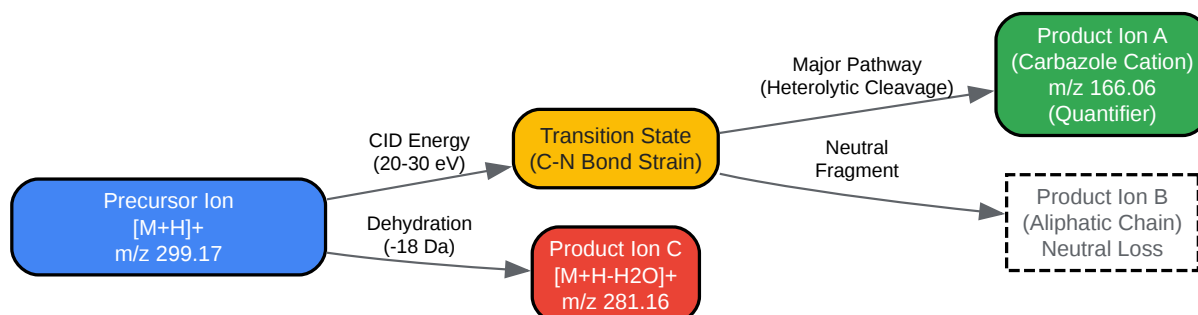 Precursor Ion
[M+H]+
m/z 299.17
CID Energy
(20-30 eV)
Dehydration
(-18 Da)
Transition State
(C-N Bond Strain)
Product Ion C
[M+H-H2O]+
m/z 281.16
Major Pathway
(Heterolytic Cleavage)
Neutral
Fragment
Product Ion A
(Carbazole Cation)
m/z 166.06
(Quantifier)
Product Ion B
(Aliphatic Chain)
Neutral Loss